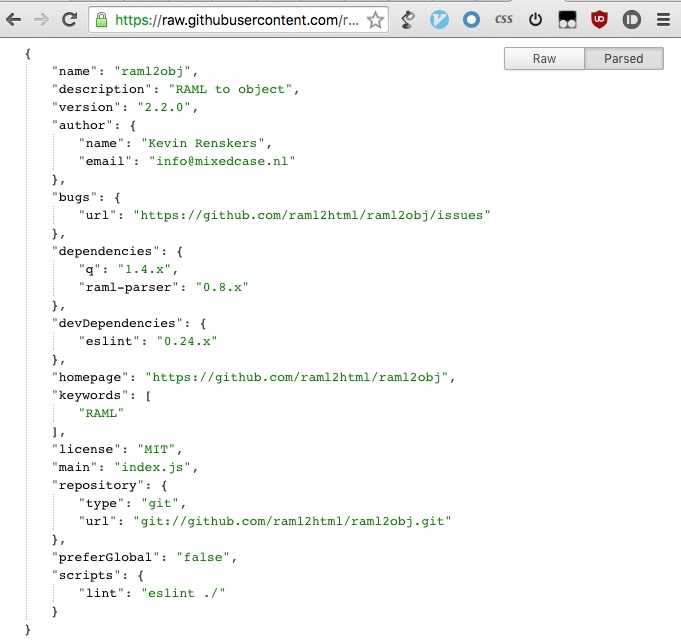 https://raw.githubusercontent.com/r...
CSS
UD
Raw
Parsed
{
"name": "raml2obj",
"description": "RAML to object",
"version": "2.2.0",
"author": {
"name": "Kevin Renskers",
"email": "info@mixedcase.nl"
},
"bugs": {
"url": "https://github.com/raml2html/raml2obj/issues"
},
"dependencies": {
"q": "1.4.x",
"raml-parser": "0.8.x"
},
"devDependencies": {
"eslint": "0.24.x"
},
"homepage": "https://github.com/raml2html/raml2obj",
"keywords": [
"RAML"
],
"license": "MIT",
"main": "index.js",
"repository": {
"type": "git",
"url": "git://github.com/raml2html/raml2obj.git"
},
"preferGlobal": "false",
"scripts": {
"lint": "eslint ./"
}
}